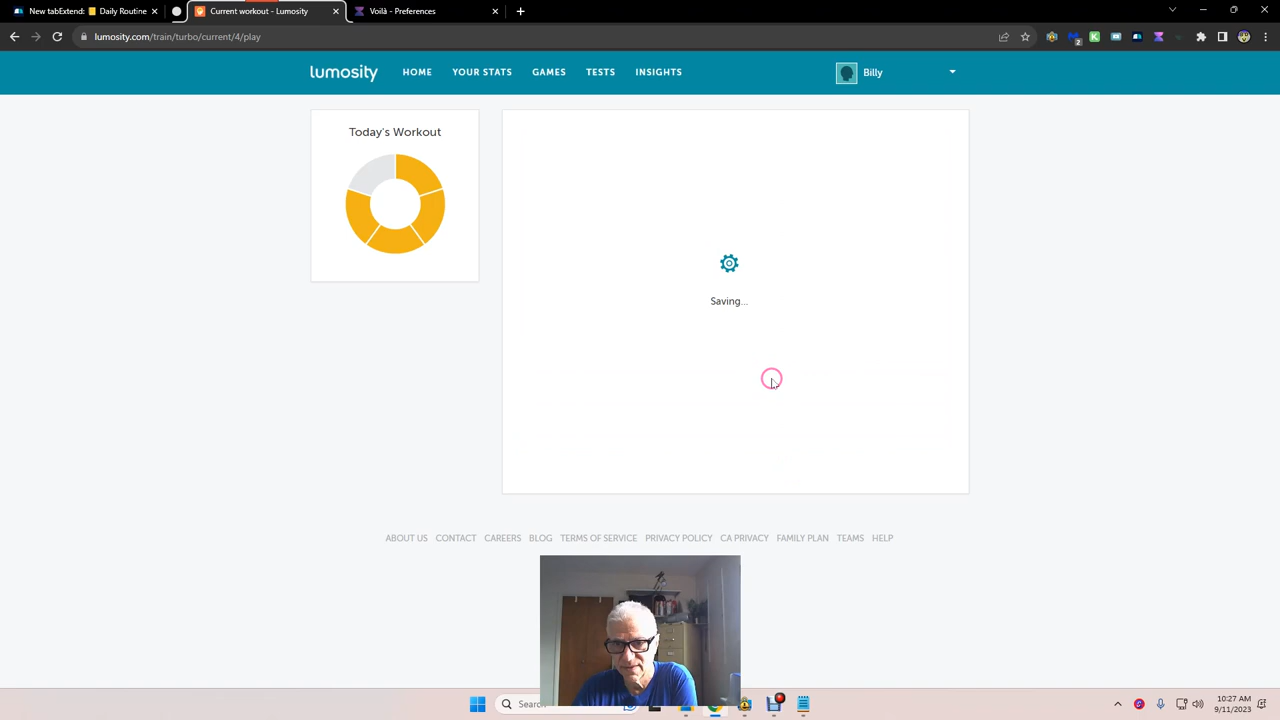 New tabExtend: Daily Routine
Current workout - Lumosity
Voilà – Preferences
lumosity.com/train/turbo/current/4/play
lumosity
HOME
YOUR STATS
GAMES
TESTS
INSIGHTS
Billy
Today's Workout
Saving...
ABOUT US CONTACT CAREERS BLOG TERMS OF SERVICE PRIVACY POLICY CA PRIVACY FAMILY PLAN TEAMS HELP
Search
10:27 AM
9/11/2023